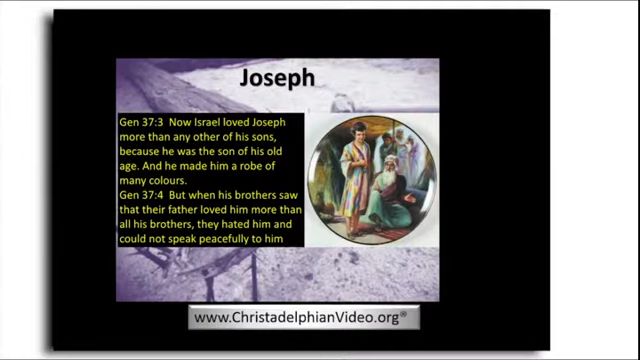 Joseph
Gen 37:3  Now Israel loved Joseph
more than any other of his sons,
because he was the son of his old
age. And he made him a robe of
many colours.
Gen 37:4  But when his brothers saw
that their father loved him more than
all his brothers, they hated him and
could not speak peacefully to him
www.ChristadelphianVideo.org®